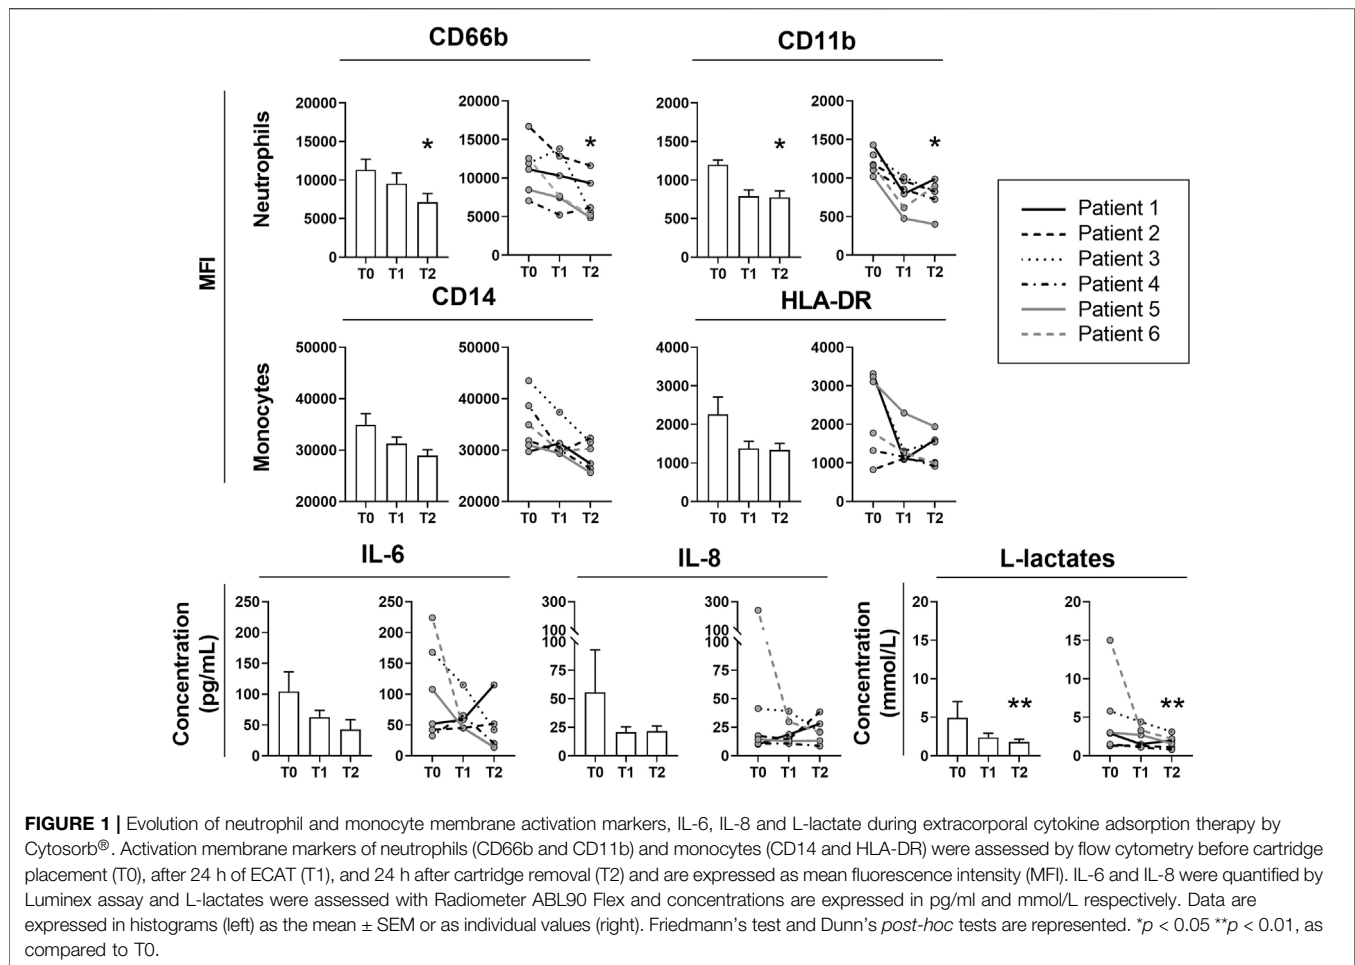 CD66b
CD11b
MFI
Neutrophils
20000
15000
10000
5000
0
*
T0 T1 T2
20000
15000
10000
5000
0
*
T0 T1 T2
2000
1500
1000
500
0
*
T0 T1 T2
2000
1500
1000
500
0
*
T0 T1 T2
Patient 1
Patient 2
Patient 3
Patient 4
Patient 5
Patient 6
CD14
HLA-DR
Monocytes
50000
40000
30000
20000
T0 T1 T2
50000
40000
30000
20000
T0 T1 T2
4000
3000
2000
1000
0
T0 T1 T2
4000
3000
2000
1000
0
T0 T1 T2
IL-6
IL-8
L-lactates
Concentration
(pg/mL)
250
200
150
100
50
0
T0 T1 T2
250
200
150
100
50
0
T0 T1 T2
300
100
100
75
50
25
0
T0 T1 T2
300
100
100
75
50
25
0
T0 T1 T2
Concentration
(mmol/L)
20
15
10
5
0
**
T0 T1 T2
20
15
10
5
0
**
T0 T1 T2
FIGURE 1 | Evolution of neutrophil and monocyte membrane activation markers, IL-6, IL-8 and L-lactate during extracorporal cytokine adsorption therapy by
Cytosorb®. Activation membrane markers of neutrophils (CD66b and CD11b) and monocytes (CD14 and HLA-DR) were assessed by flow cytometry before cartridge
placement (T0), after 24 h of ECAT (T1), and 24 h after cartridge removal (T2) and are expressed as mean fluorescence intensity (MFI). IL-6 and IL-8 were quantified by
Luminex assay and L-lactates were assessed with Radiometer ABL90 Flex and concentrations are expressed in pg/ml and mmol/L respectively. Data are
expressed in histograms (left) as the mean ± SEM or as individual values (right). Friedmann's test and Dunn's post-hoc tests are represented. *p < 0.05 **p < 0.01, as
compared to T0.